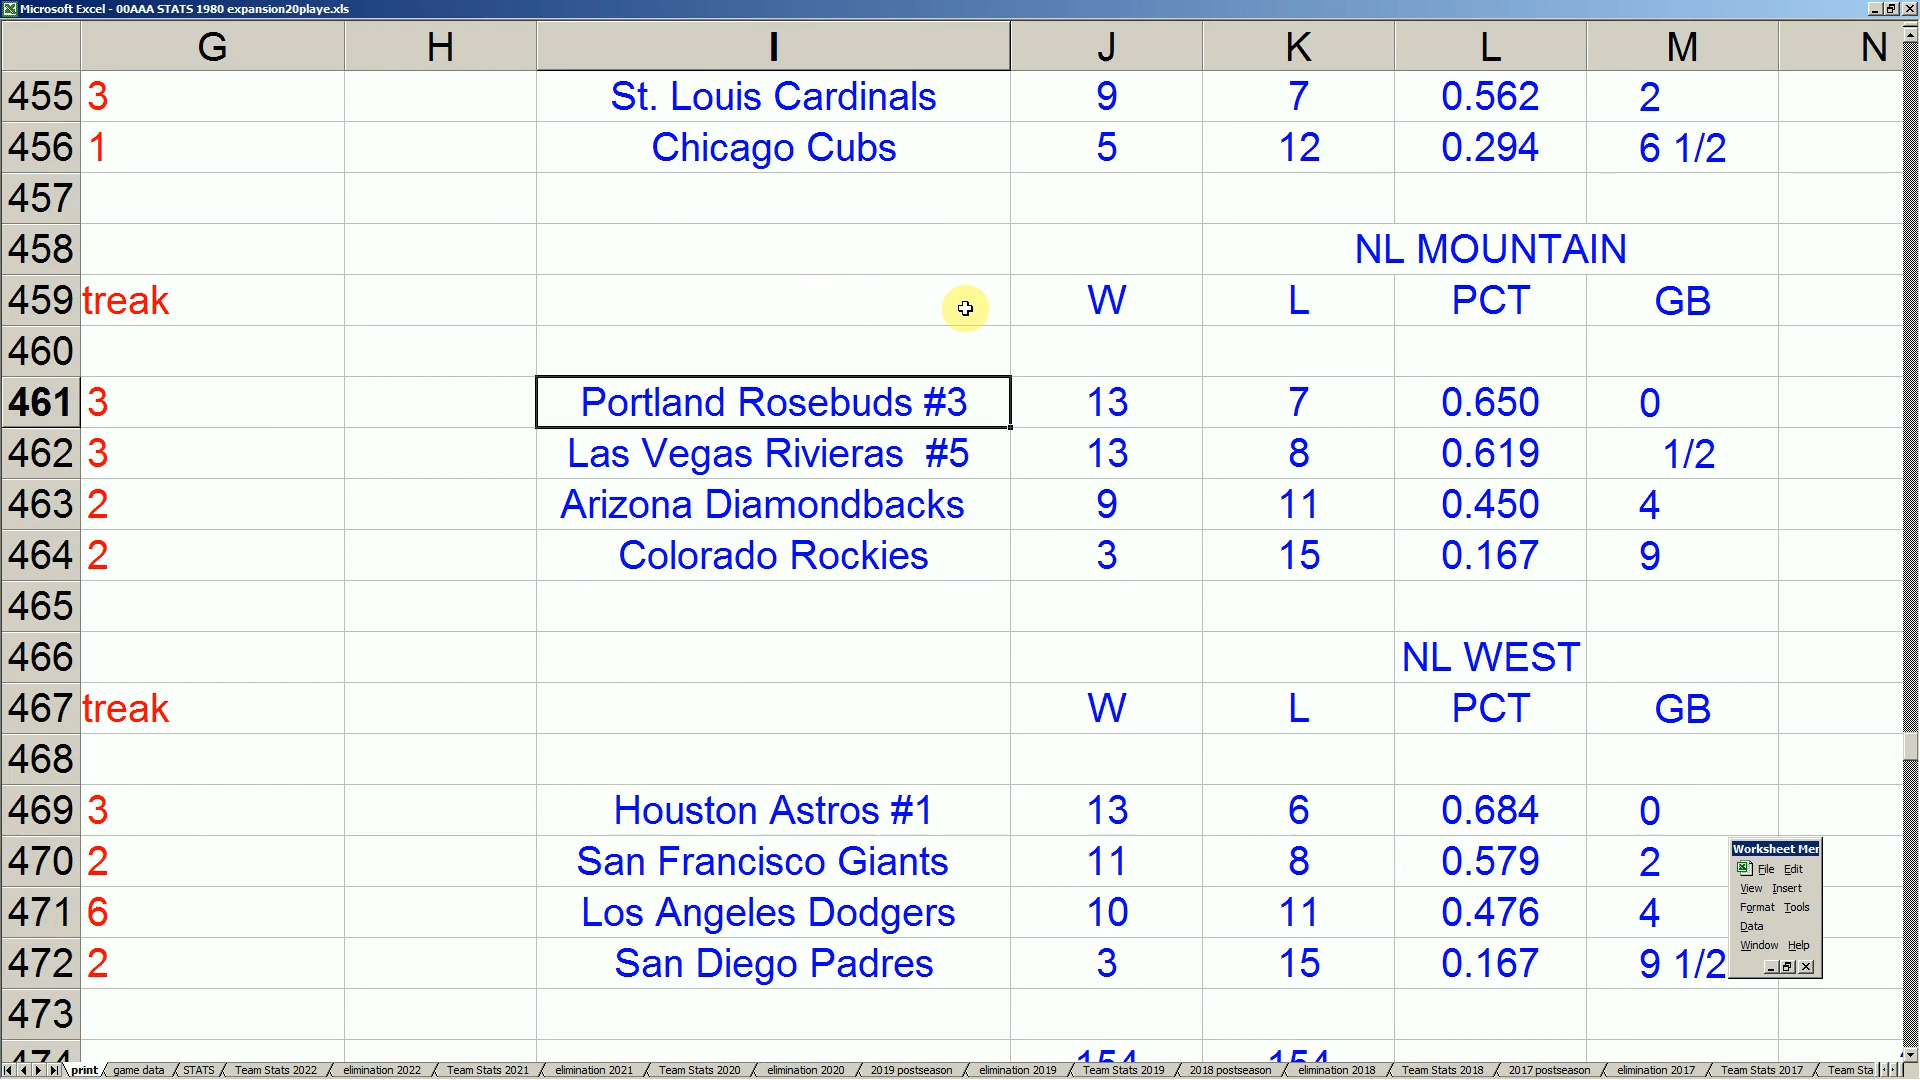 Microsoft Excel - 00AAA STATS 1980 expansion20playe.xls
G H I J K L M N
455 3 St. Louis Cardinals 9 7 0.562 2
456 1 Chicago Cubs 5 12 0.294 6 1/2
457
458 NL MOUNTAIN
459 treak W L PCT GB
460
461 3 Portland Rosebuds #3 13 7 0.650 0
462 3 Las Vegas Rivieras #5 13 8 0.619 1/2
463 2 Arizona Diamondbacks 9 11 0.450 4
464 2 Colorado Rockies 3 15 0.167 9
465
466 NL WEST
467 treak W L PCT GB
468
469 3 Houston Astros #1 13 6 0.684 0
470 2 San Francisco Giants 11 8 0.579 2
471 6 Los Angeles Dodgers 10 11 0.476 4
472 2 San Diego Padres 3 15 0.167 9 1/2
473
474 154 154
Worksheet Mer
File Edit
View Insert
Format Tools
Data
Window Help
print game data STATS Team Stats 2022 elimination 2022 Team Stats 2021 elimination 2021 Team Stats 2020 elimination 2020 2019 postseason elimination 2019 Team Stats 2019 2018 postseason elimination 2018 Team Stats 2018 2017 postseason elimination 2017 Team Stats 2017 Team Sta